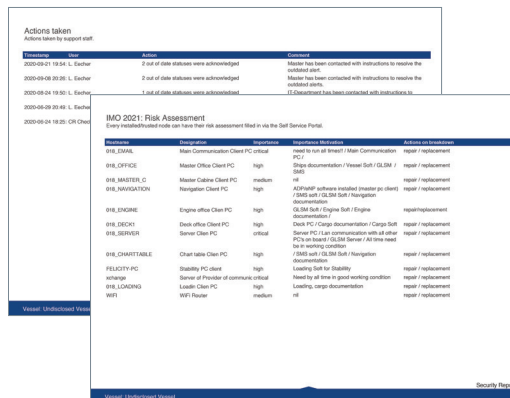 Actions taken
Actions taken by support staff.
Timestamp User Action Comment
2020-09-21 19:54: L. Eecher 2 out of date statuses were acknowledged Master has been contacted with instructions to resolve the
outdated alert.
2020-09-08 20:26: L. Eecher 2 out of date statuses were acknowledged Master has been contacted with instructions to resolve the
outdated alerts.
2020-08-24 19:50: L. Eecher 1 out of date statuses were acknowledged IT-Department has been contacted with instructions to
2020-06-28 20:49: L. Eecher
2020-06-24 18:25: CR Chec
Vessel: Undisclosed Vesse
IMO 2021: Risk Assessment
Every installed/trusted node can have their risk assessment filled in via the Self Service Portal.
Hostname Designation Importance Importance Motivation Actions on breakdown
018_EMAIL Main Communication Client PC critical need to run all times!! / Main Communication repair / replacement
PC /
018_OFFICE Master Office Client PC high Ships documentation / Vessel Soft / GLSM / repair / replacement
SMS
018_MASTER_C Master Cabine Client PC medium nil repair / replacement
018_NAVIGATION Navigation Client PC high ADP/eNP software installed (master pc client) repair / replacement
/ SMS soft / GLSM Soft / Navigation
documentation
018_ENGINE Engine office Clien PC high GLSM Soft / Engine Soft / Engine repair/replacement
documentation /
018_DECK1 Desk office Client PC high Deck PC / Cargo documentation / Cargo Soft repair / replacement
018_SERVER Server Clien PC critical Server PC / Lan communication with all other repair / replacement
PC's on board / GLSM Server / All time need
be in working condition
018_CHARTTABLE Chart table Clien PC high / SMS soft / GLSM Soft / Navigation repair / replacement
documentation
FELICITY-PC Stability PC client high Loading Soft for Stability repair / replacement
xchange Server of Provider of communic critical Need by all time in good working condition repair / replacement
018_LOADING Loadin Clien PC high Loading, cargo documentation repair / replacement
WIFI WiFi Router medium nil repair / replacement
Security Repo
Vessel: Undisclosed Vessel